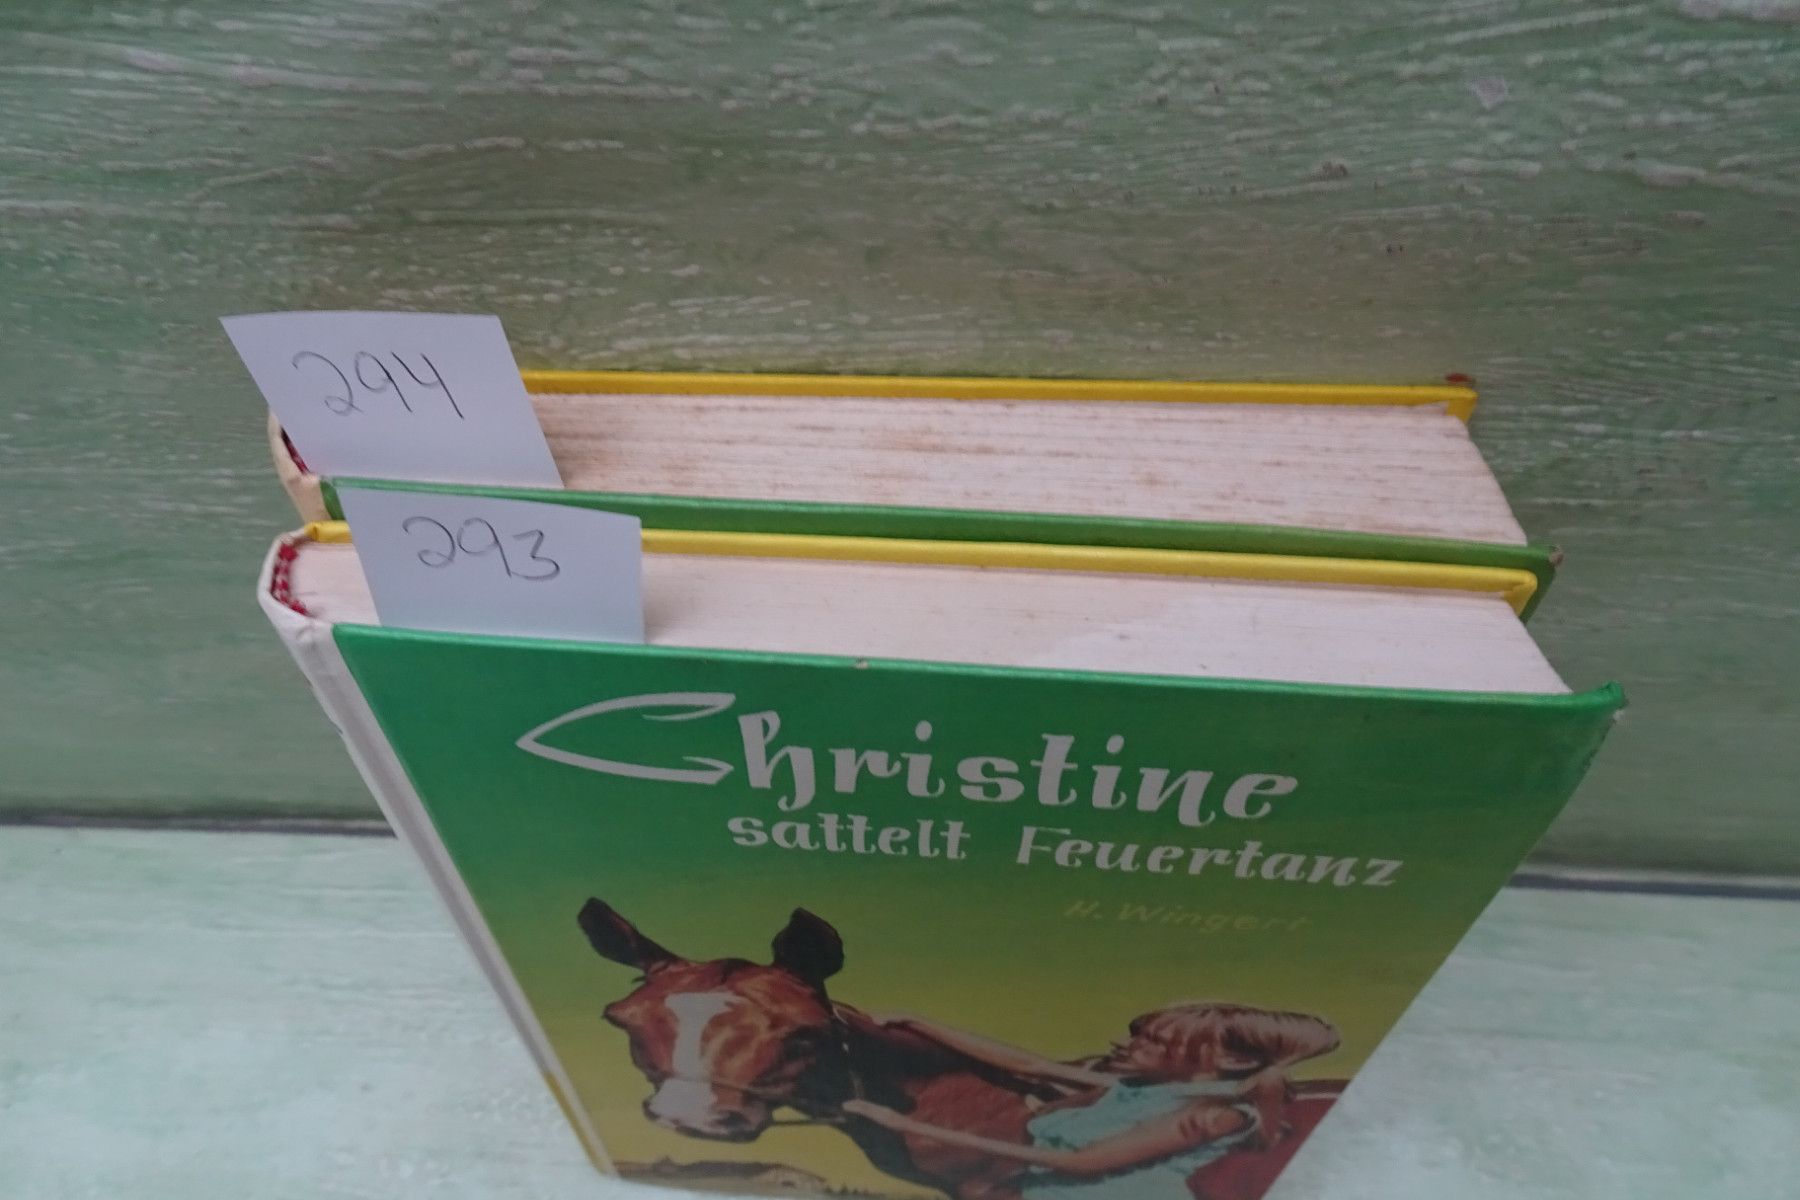 294
293
Christine
sattelt Feuertanz
H. Wingert